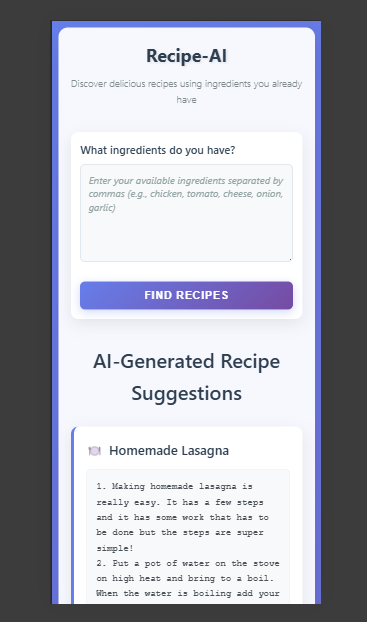 Recipe-AI
Discover delicious recipes using ingredients you already
have
What ingredients do you have?
Enter your available ingredients separated by
commas (e.g., chicken, tomato, cheese, onion,
garlic)
FIND RECIPES
AI-Generated Recipe
Suggestions
Homemade Lasagna
1. Making homemade lasagna is
really easy. It has a few steps
and it has some work that has to
be done but the steps are super
simple!
2. Put a pot of water on the stove
on high heat and bring to a boil.
When the water is boiling add your